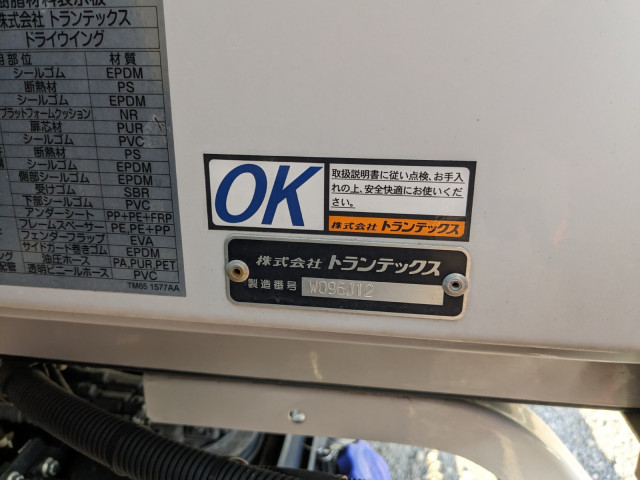 樹脂材料表示板
株式会社 トランテックス
ドライウイング
用部位 材質
シールゴム EPDM
断熱材 PS
シールゴム EPDM
プラットフォームクッション NR
扉芯材 PUR
シールゴム PVC
断熱材 PS
シールゴム EPDM
側部シールゴム EPDM
受けゴム SBR
下部シールゴム PVC
アンダーシート PP+PE+FRP
フレームスペーサー PE,PE+PP
フェンダーフラップ EVA
サイドガード巻きゴム EPDM
油圧ホース PA,PUR,PET
透明ビニールホース PVC
TM65 1577AA
OK
取扱説明書に従い点検、お手入
れの上、安全快適にお使いくだ
さい。
株式会社 トランテックス
株式会社 トランテックス
製造番号 W096J12